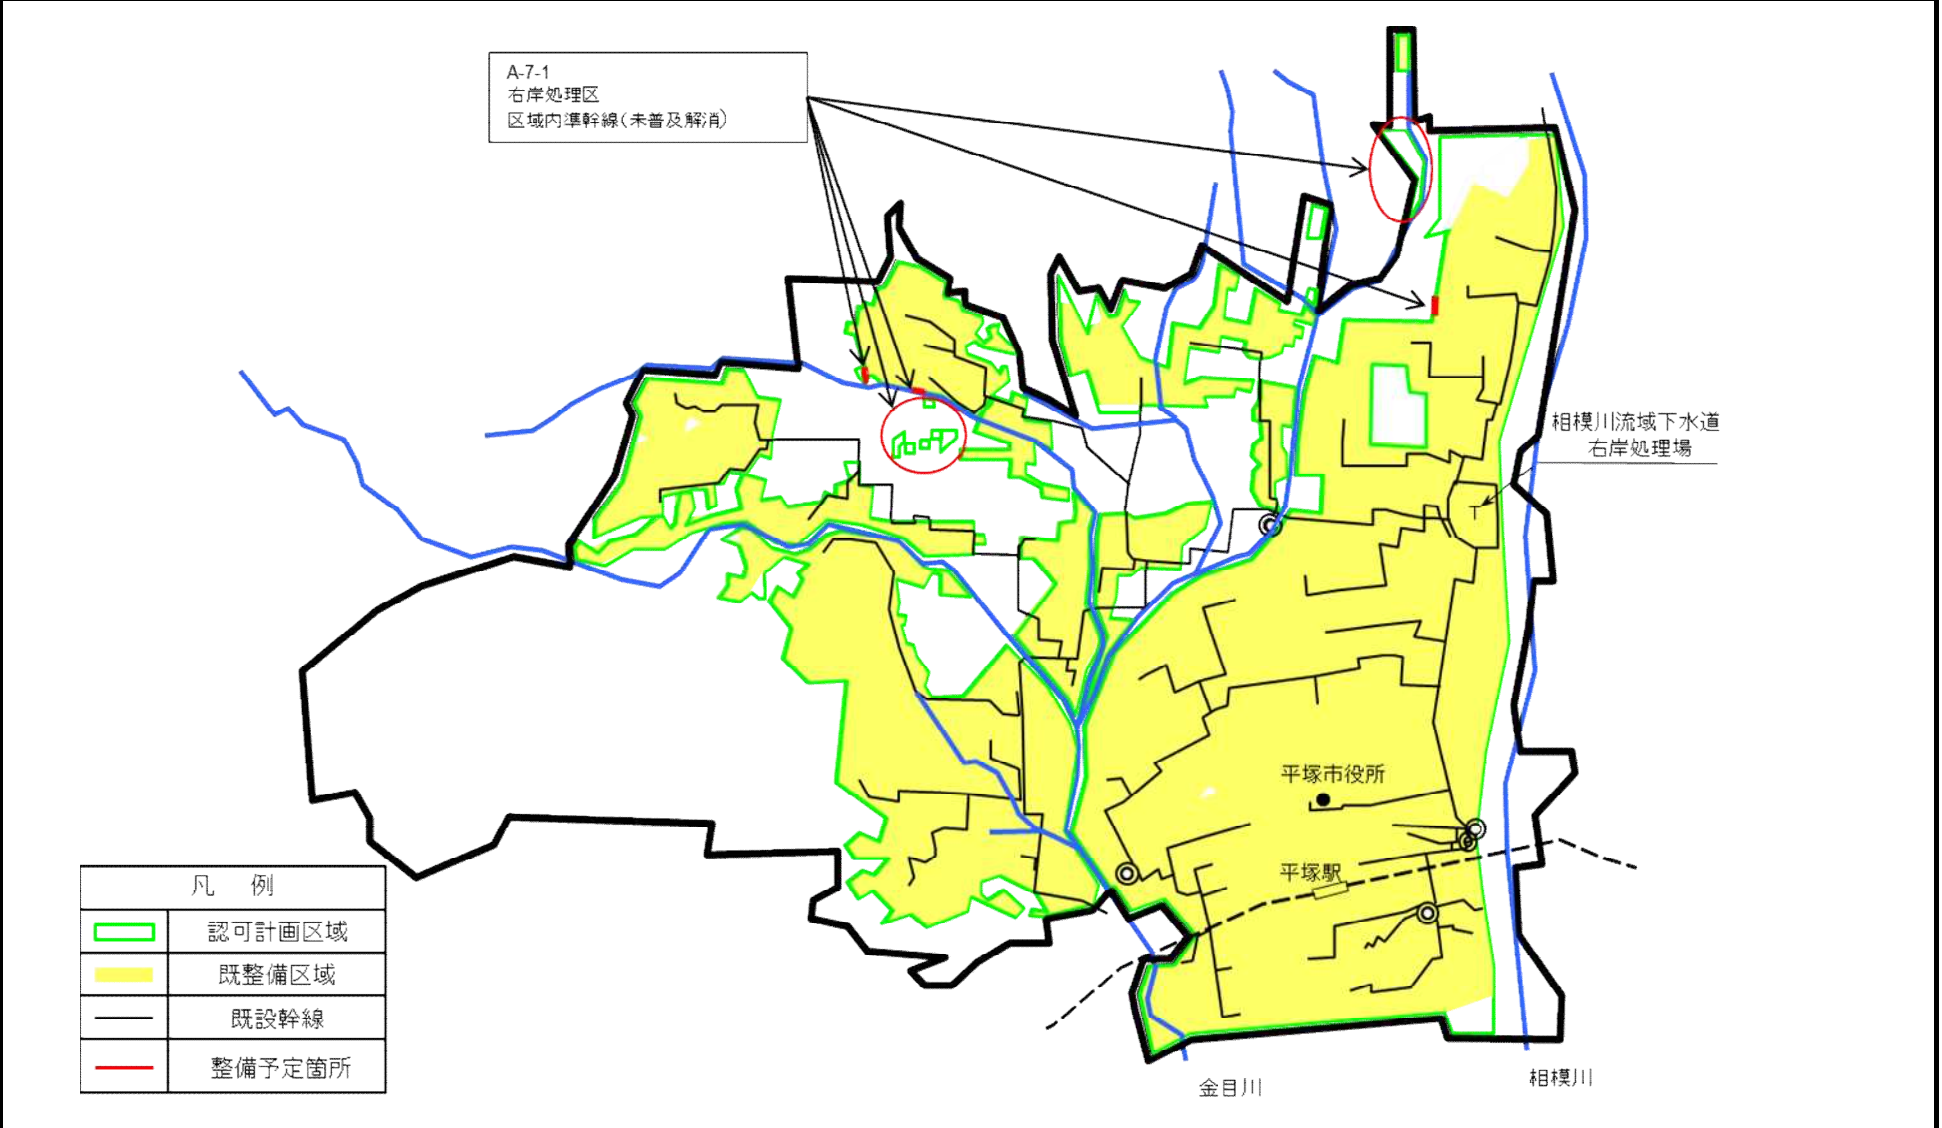 A-7-1
右岸処理区
区域内準幹線(未普及解消)
相模川流域下水道
右岸処理場
T
平塚市役所
平塚駅
凡 例
認可計画区域
既整備区域
既設幹線
整備予定箇所
金目川
相模川